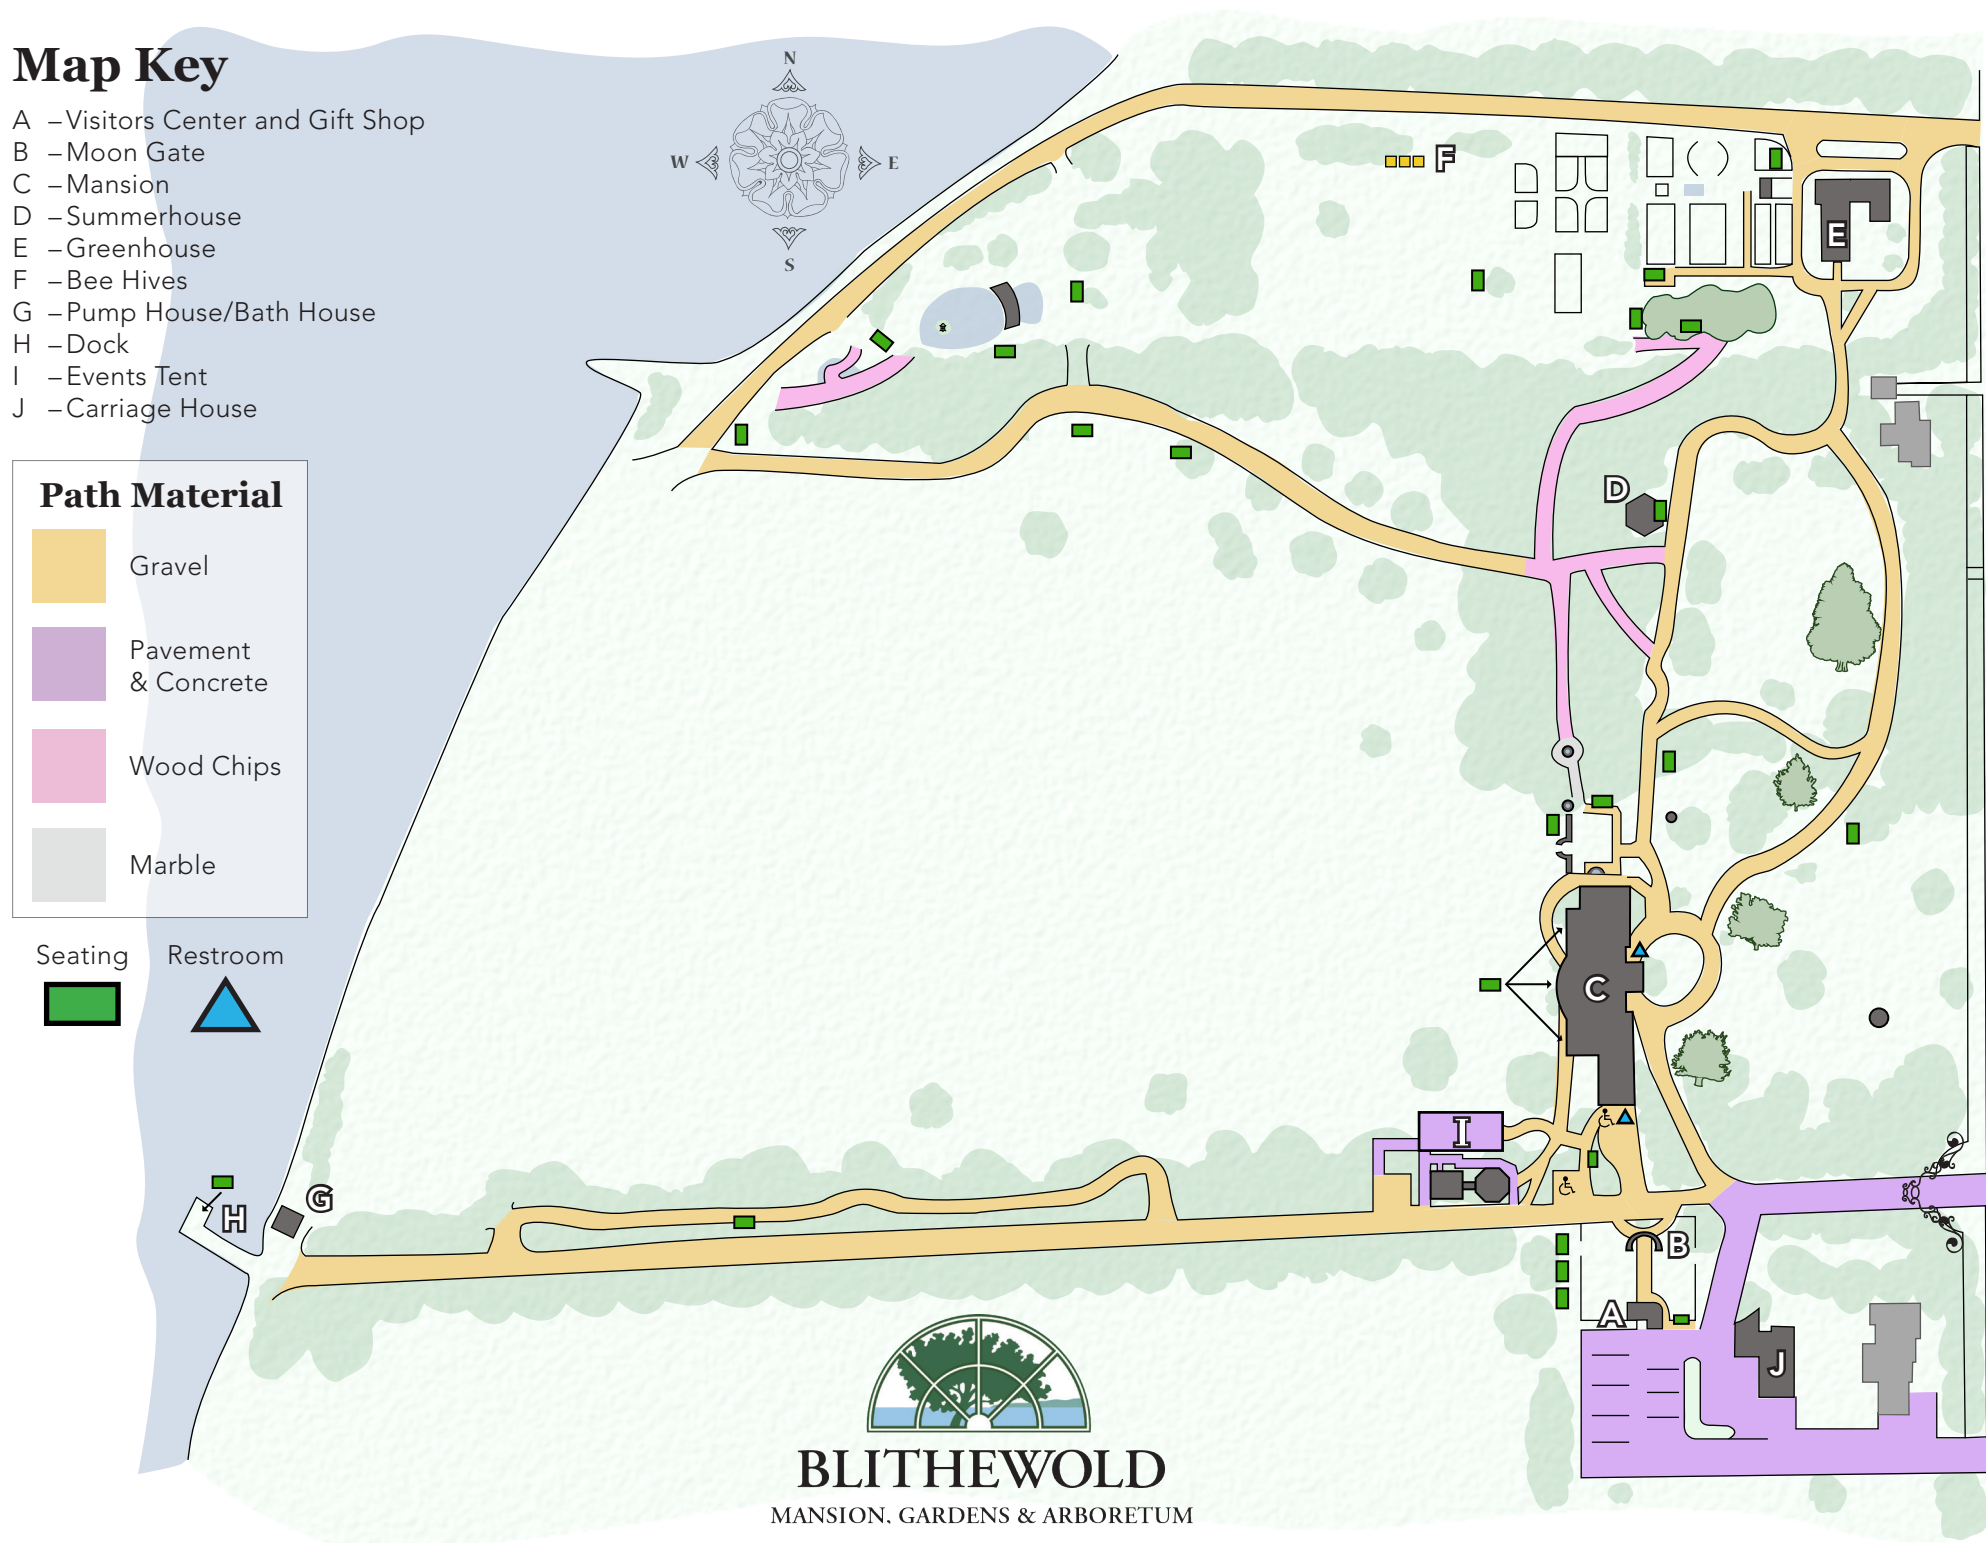 Map Key
A – Visitors Center and Gift Shop
B – Moon Gate
C – Mansion
D – Summerhouse
E – Greenhouse
F – Bee Hives
G – Pump House/Bath House
H – Dock
I – Events Tent
J – Carriage House
Path Material
Gravel
Pavement
& Concrete
Wood Chips
Marble
Seating
Restroom
N
W
E
S
F
E
D
C
I
G
H
B
A
J
BLITHEWOLD
MANSION, GARDENS & ARBORETUM